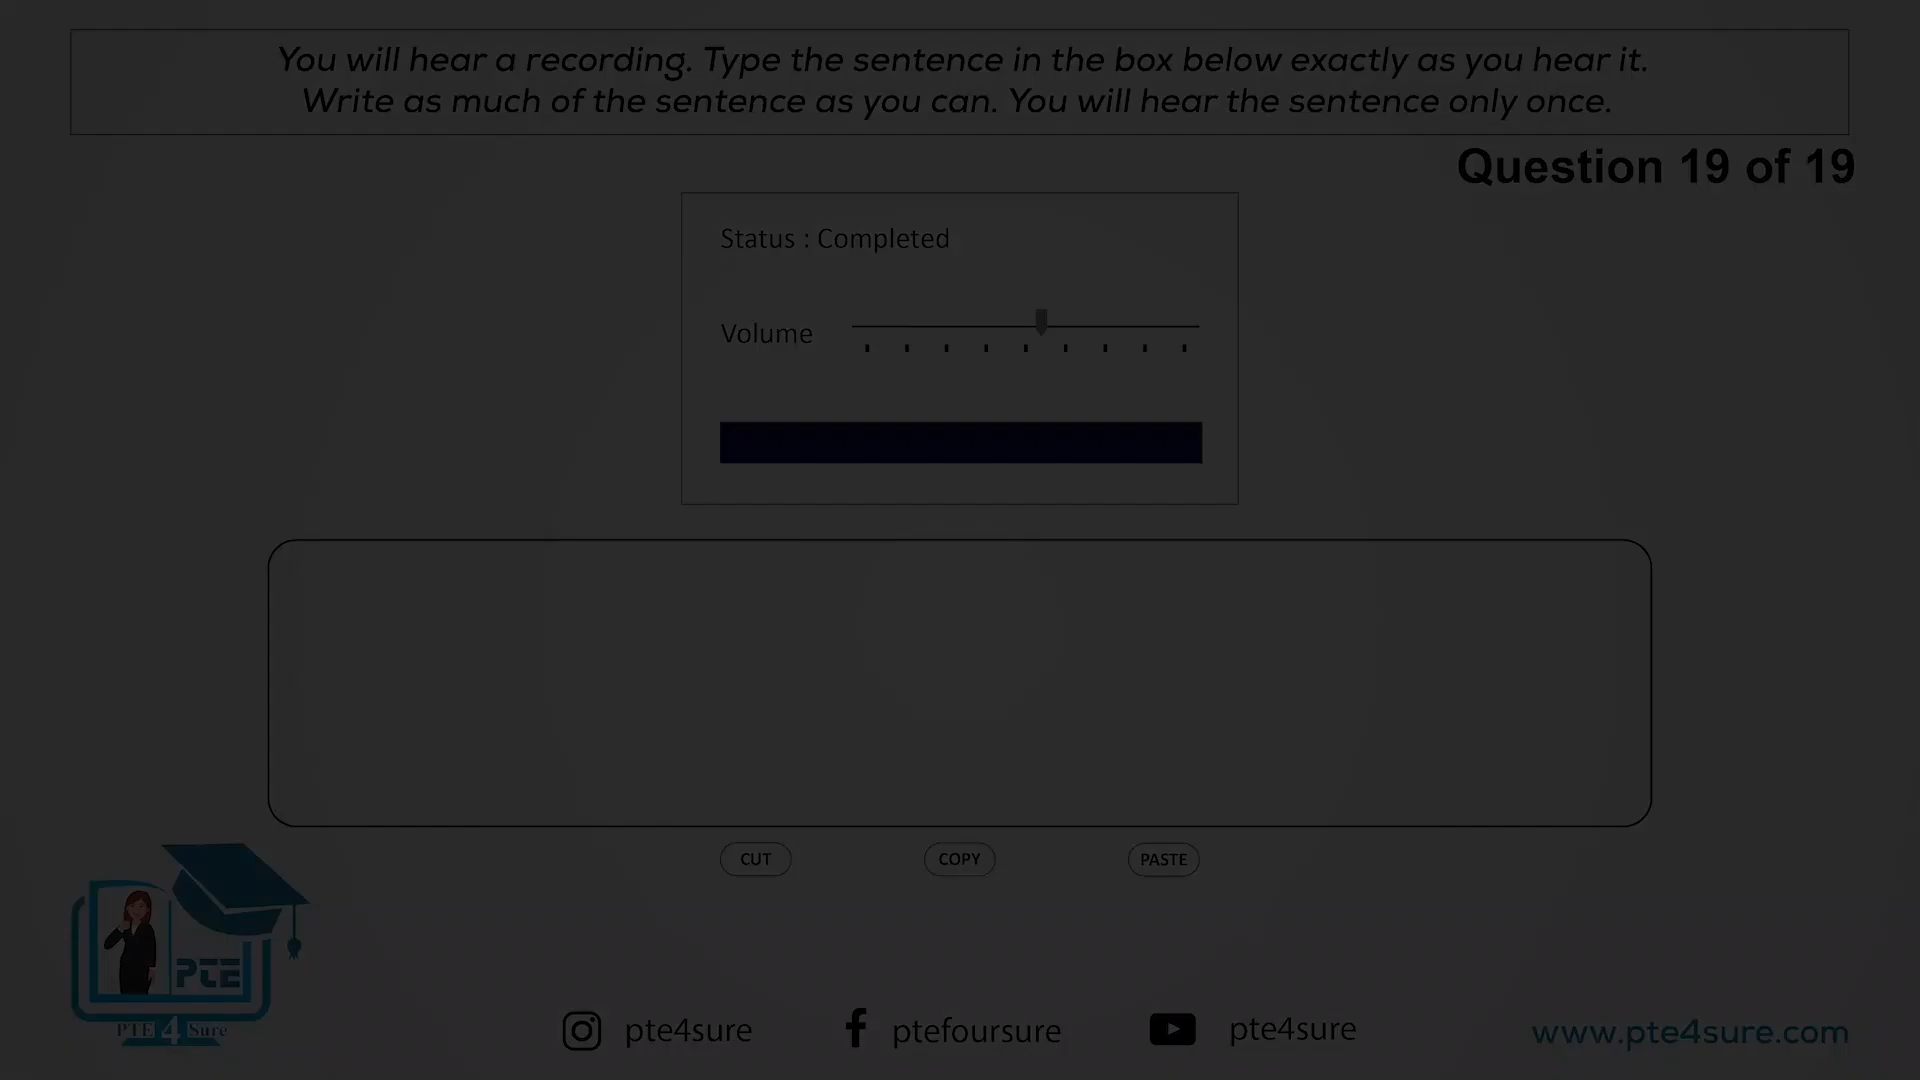 You will hear a recording. Type the sentence in the box below exactly as you hear it.
Write as much of the sentence as you can. You will hear the sentence only once.
Question 19 of 19
Status : Completed
Volume
CUT
COPY
PASTE
PTE
PTE 4 Sure
pte4sure
ptefoursure
pte4sure
www.pte4sure.com